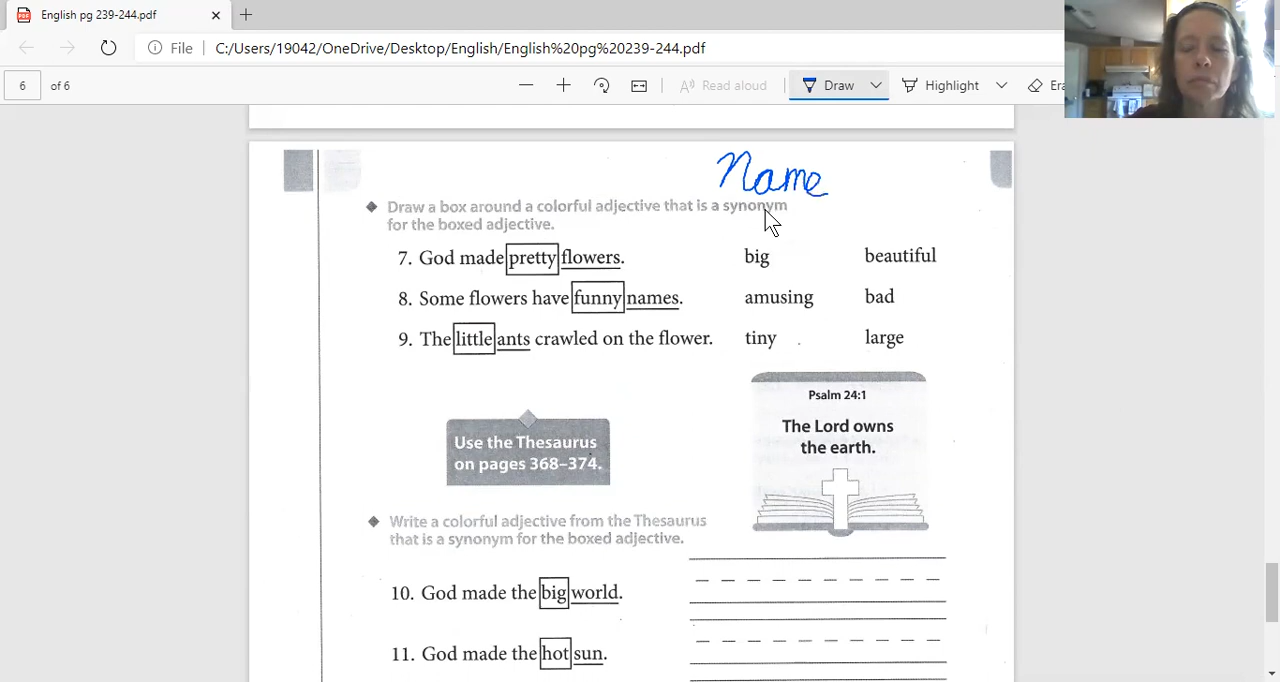 English pg 239-244.pdf
File C:/Users/19042/OneDrive/Desktop/English/English%20pg%20239-244.pdf
6 of 6 Read aloud Draw Highlight Era
Name
Draw a box around a colorful adjective that is a synonym
for the boxed adjective.
7. God made pretty flowers. big beautiful
8. Some flowers have funny names. amusing bad
9. The little ants crawled on the flower. tiny large
Psalm 24:1
The Lord owns
the earth.
Use the Thesaurus
on pages 368–374.
Write a colorful adjective from the Thesaurus
that is a synonym for the boxed adjective.
10. God made the big world.
11. God made the hot sun.